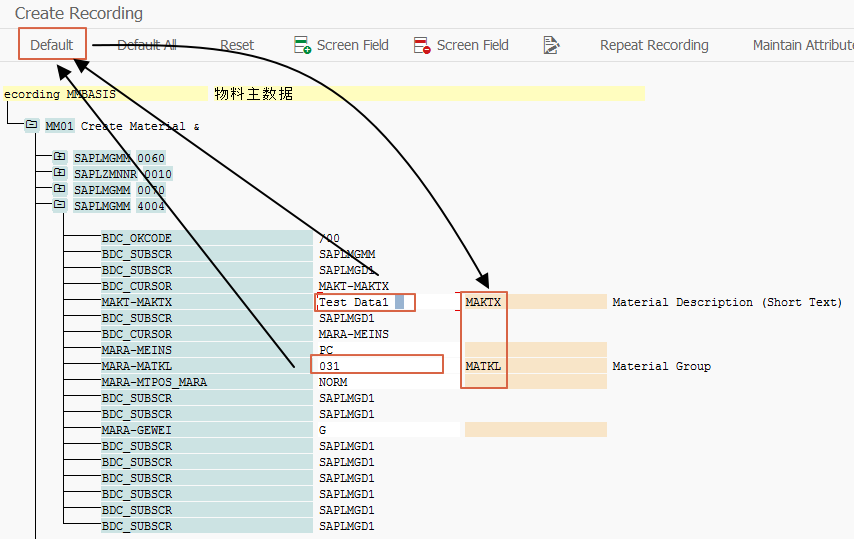 Create Recording
Default Default All Reset Screen Field Screen Field Repeat Recording Maintain Attribut
ecording MMBASIS 物料主数据
MM01 Create Material &
SAPLMGMM 0060
SAPLZMNNR 0010
SAPLMGMM 0070
SAPLMGMM 4004
BDC_OKCODE /00
BDC_SUBSCR SAPLMGMM
BDC_SUBSCR SAPLMGD1
BDC_CURSOR MAKT-MAKTX
MAKT-MAKTX Test Data1 MAKTX Material Description (Short Text)
BDC_SUBSCR SAPLMGD1
BDC_CURSOR MARA-MEINS
MARA-MEINS PC
MARA-MATKL 031 MATKL Material Group
MARA-MTPOS_MARA NORM
BDC_SUBSCR SAPLMGD1
BDC_SUBSCR SAPLMGD1
MARA-GEWEI G
BDC_SUBSCR SAPLMGD1
BDC_SUBSCR SAPLMGD1
BDC_SUBSCR SAPLMGD1
BDC_SUBSCR SAPLMGD1
BDC_SUBSCR SAPLMGD1
BDC_SUBSCR SAPLMGD1